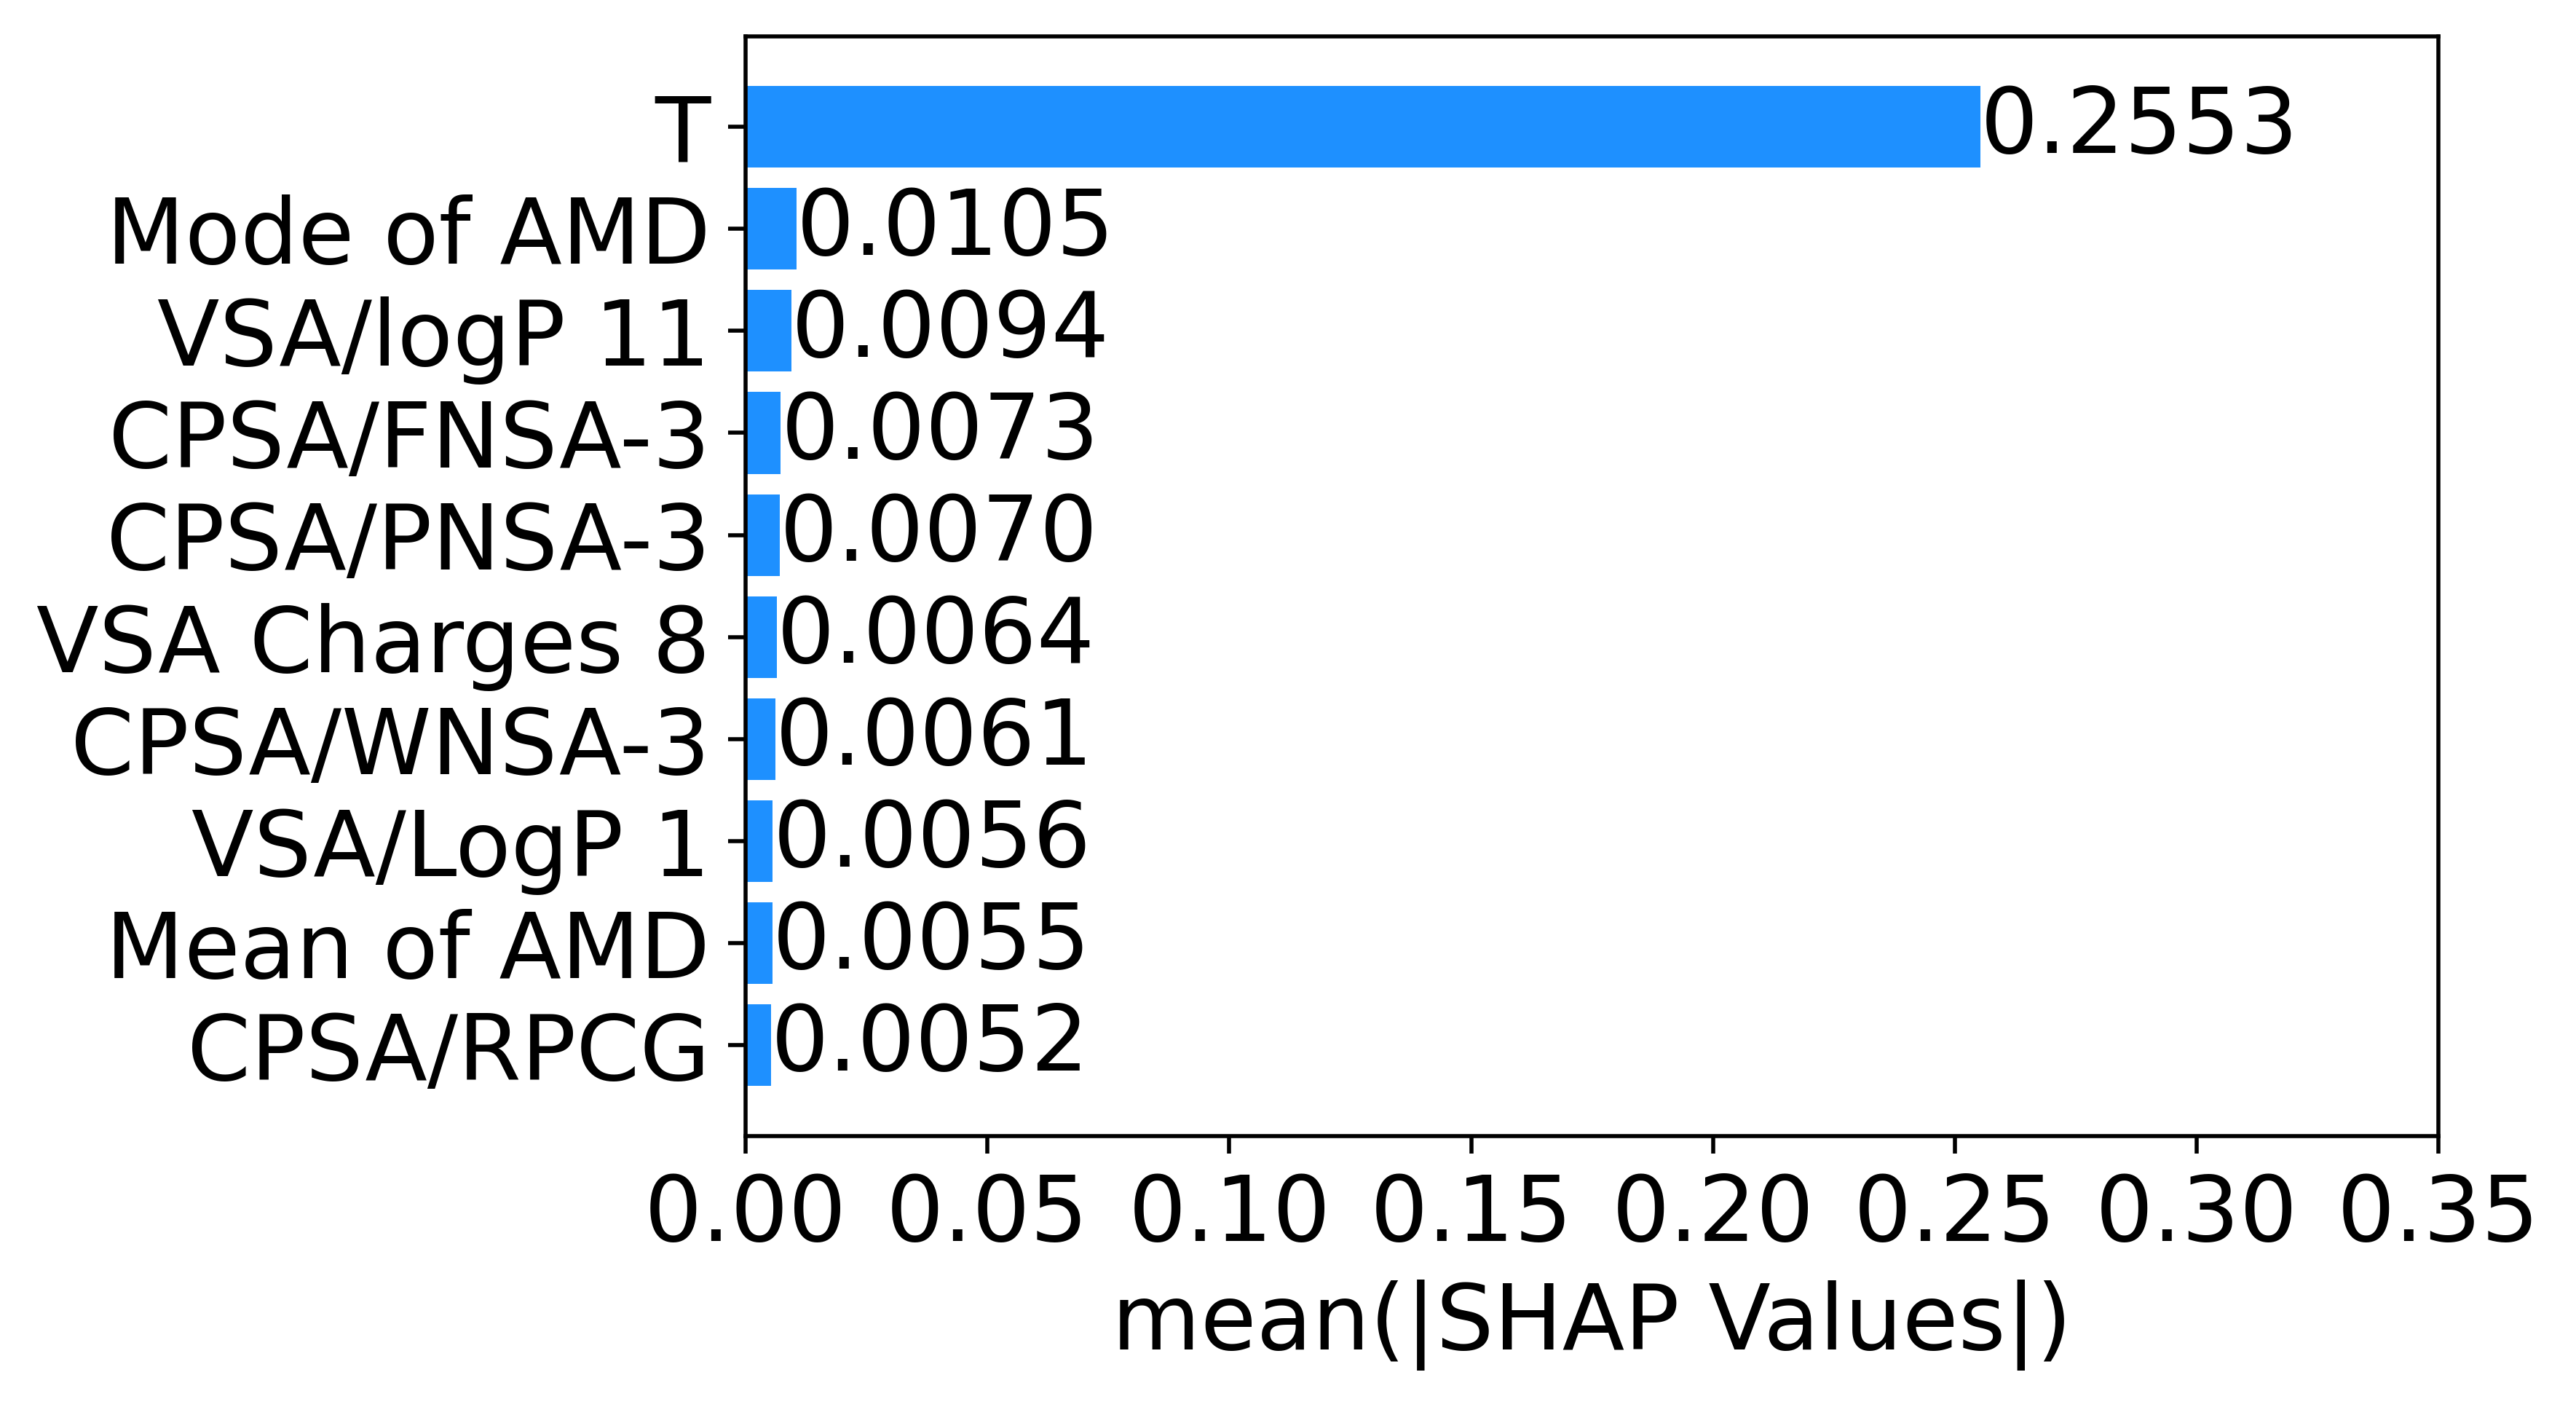 T 0.2553
Mode of AMD 0.0105
VSA/logP 11 0.0094
CPSA/FNSA-3 0.0073
CPSA/PNSA-3 0.0070
VSA Charges 8 0.0064
CPSA/WNSA-3 0.0061
VSA/LogP 1 0.0056
Mean of AMD 0.0055
CPSA/RPCG 0.0052
0.00 0.05 0.10 0.15 0.20 0.25 0.30 0.35
mean(|SHAP Values|)